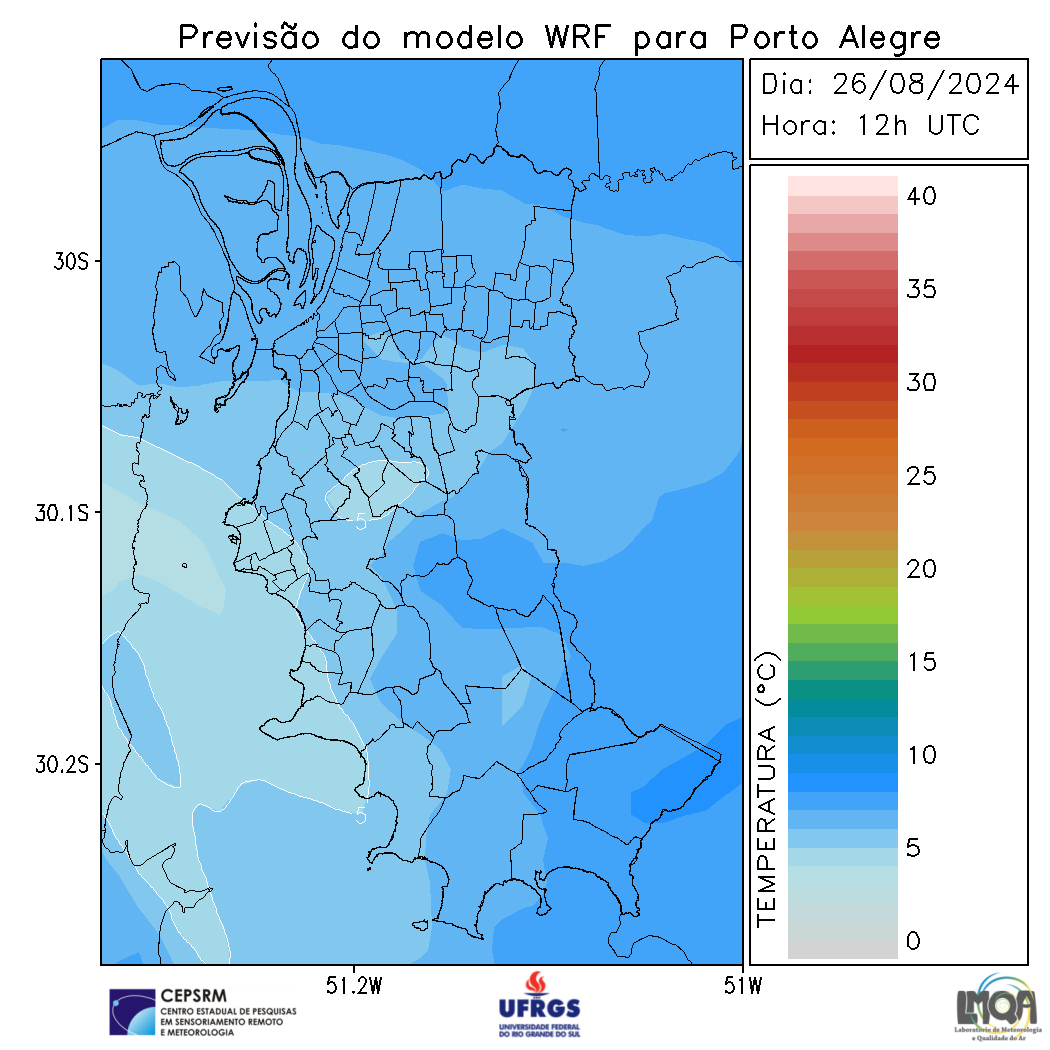 Previsão do modelo WRF para Porto Alegre
Dia: 26/08/2024
Hora: 12h UTC
40
35
30
25
20
15
10
5
0
TEMPERATURA (°C)
30S
30.1S
30.2S
5
5
51.2W
51W
CEPSRM
CENTRO ESTADUAL DE PESQUISAS
EM SENSORIAMENTO REMOTO
E METEOROLOGIA
UFRGS
UNIVERSIDADE FEDERAL
DO RIO GRANDE DO SUL
LMQA
Laboratório de Meteorologia
e Qualidade do Ar